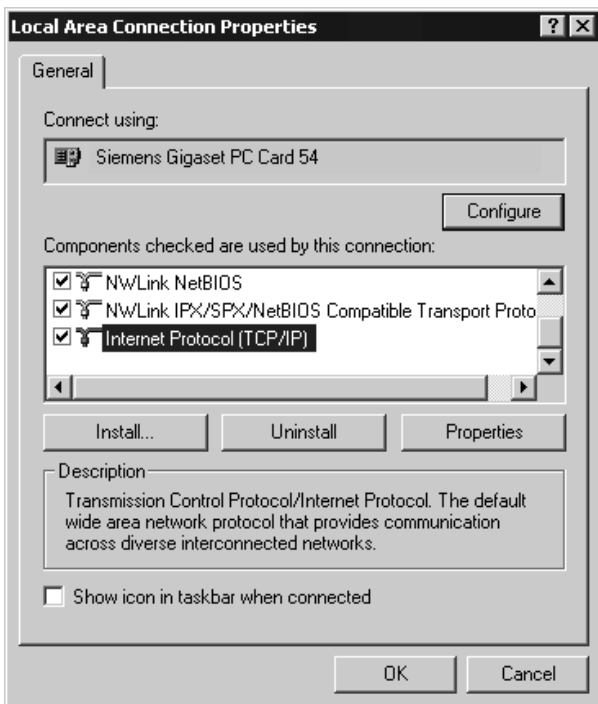 Local Area Connection Properties
General
Connect using:
Siemens Gigaset PC Card 54
Configure
Components checked are used by this connection:
NWLink NetBIOS
NWLink IPX/SPX/NetBIOS Compatible Transport Proto
Internet Protocol (TCP/IP)
Install...
Uninstall
Properties
Description
Transmission Control Protocol/Internet Protocol. The default
wide area network protocol that provides communication
across diverse interconnected networks.
Show icon in taskbar when connected
OK
Cancel